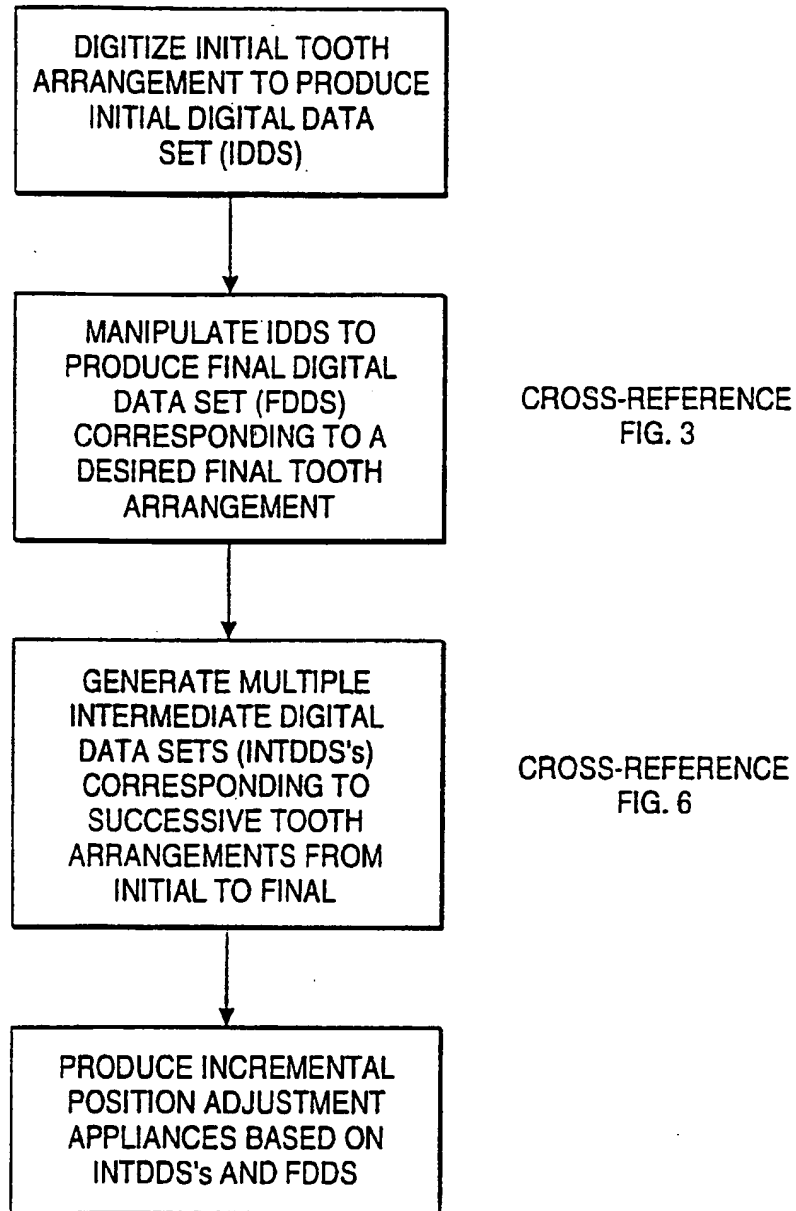 DIGITIZE INITIAL TOOTH
ARRANGEMENT TO PRODUCE
INITIAL DIGITAL DATA
SET (IDDS)
MANIPULATE IDDS TO
PRODUCE FINAL DIGITAL
DATA SET (FDDS)
CORRESPONDING TO A
DESIRED FINAL TOOTH
ARRANGEMENT
CROSS-REFERENCE
FIG. 3
GENERATE MULTIPLE
INTERMEDIATE DIGITAL
DATA SETS (INTDDS's)
CORRESPONDING TO
SUCCESSIVE TOOTH
ARRANGEMENTS FROM
INITIAL TO FINAL
CROSS-REFERENCE
FIG. 6
PRODUCE INCREMENTAL
POSITION ADJUSTMENT
APPLIANCES BASED ON
INTDDS's AND FDDS